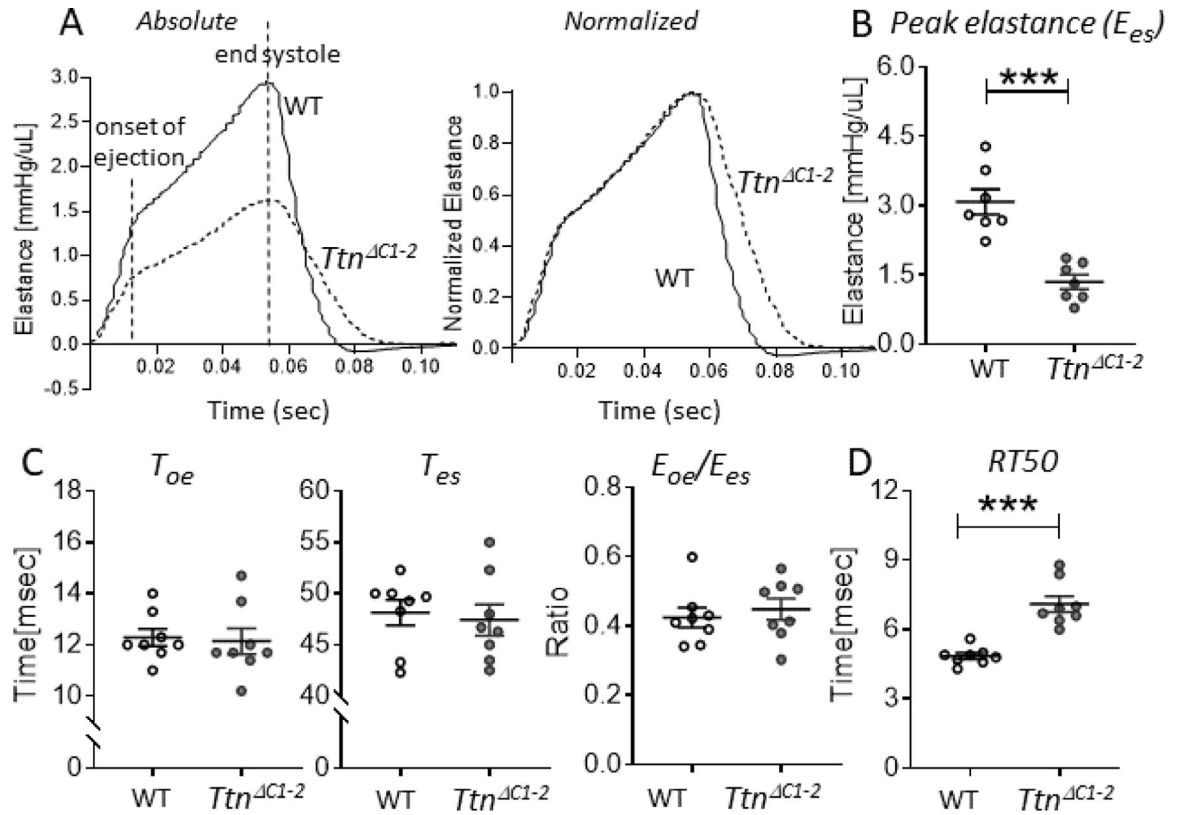 A
Absolute
end systole
WT
onset of
ejection
Ttn^ΔC1-2
Elastance [mmHg/uL]
3.0
2.5
2.0
1.5
1.0
0.5
0.0
-0.5
0.02 0.04 0.06 0.08 0.10
Time (sec)
Normalized
Ttn^ΔC1-2
WT
Normalized Elastance
1.0
0.8
0.6
0.4
0.2
0.0
0.02 0.04 0.06 0.08 0.10
Time (sec)
B
Peak elastance (E_es)
***
Elastance [mmHg/uL]
6.0
4.5
3.0
1.5
0.0
WT Ttn^ΔC1-2
C
T_oe
Time[msec]
18
16
14
12
10
0
WT Ttn^ΔC1-2
T_es
60
55
50
45
40
0
WT Ttn^ΔC1-2
E_oe/E_es
Ratio
0.8
0.6
0.4
0.2
0.0
WT Ttn^ΔC1-2
D
RT50
***
Time[msec]
12
9
6
3
0
WT Ttn^ΔC1-2